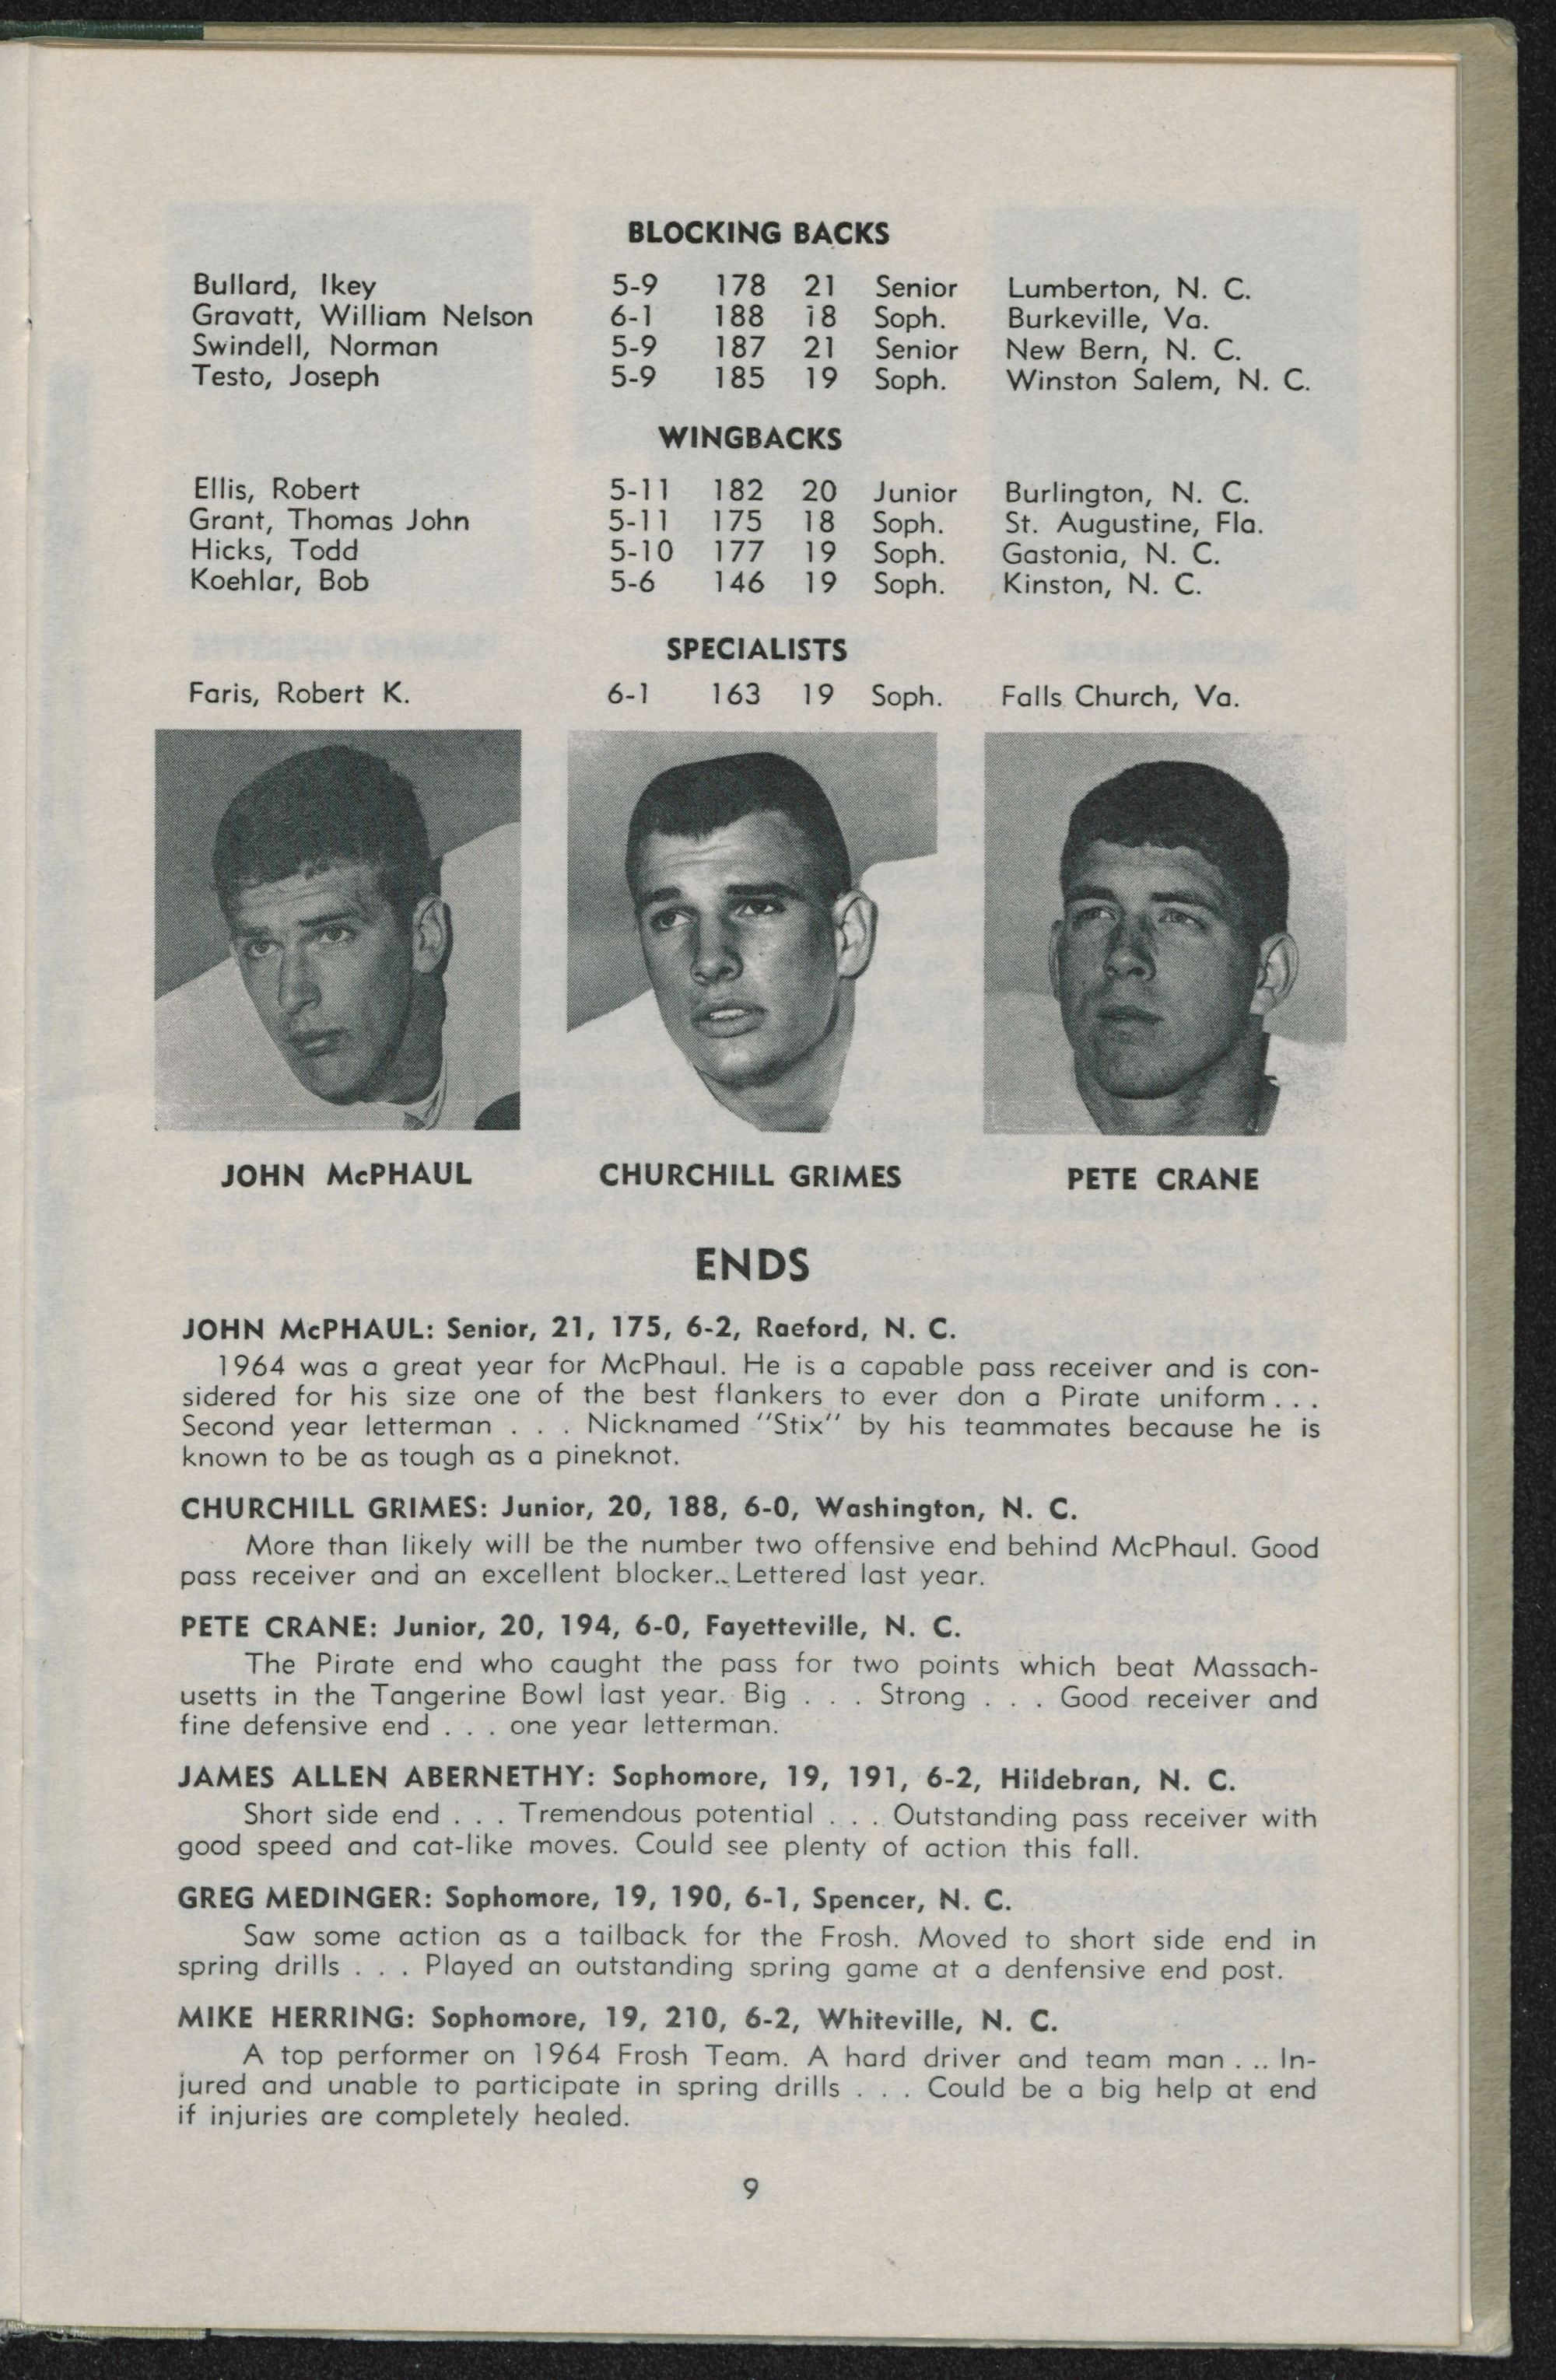 BLOCKING BACKS
Bullard, Ikey 5-9 178 21 Senior Lumberton, N. C.
Gravatt, William Nelson 6-1 188 18 Soph. Burkeville, Va.
Swindell, Norman 5-9 187 21 Senior New Bern, N. C.
Testo, Joseph 5-9 185 19 Soph. Winston Salem, N. C.
WINGBACKS
Ellis, Robert 5-11 182 20 Junior Burlington, N. C.
Grant, Thomas John 5-11 175 18 Soph. St. Augustine, Fla.
Hicks, Todd 5-10 177 19 Soph. Gastonia, N. C.
Koehlar, Bob 5-6 146 19 Soph. Kinston, N. C.
SPECIALISTS
Faris, Robert K. 6-1 163 19 Soph. Falls Church, Va.
JOHN McPHAUL CHURCHILL GRIMES PETE CRANE
ENDS
JOHN McPHAUL: Senior, 21, 175, 6-2, Raeford, N. C.
1964 was a great year for McPhaul. He is a capable pass receiver and is con-
sidered for his size one of the best flankers to ever don a Pirate uniform . . .
Second year letterman . . . Nicknamed "Stix" by his teammates because he is
known to be as tough as a pineknot.
CHURCHILL GRIMES: Junior, 20, 188, 6-0, Washington, N. C.
More than likely will be the number two offensive end behind McPhaul. Good
pass receiver and an excellent blocker... Lettered last year.
PETE CRANE: Junior, 20, 194, 6-0, Fayetteville, N. C.
The Pirate end who caught the pass for two points which beat Massach-
usetts in the Tangerine Bowl last year. Big . . . Strong . . . Good receiver and
fine defensive end . . . one year letterman.
JAMES ALLEN ABERNETHY: Sophomore, 19, 191, 6-2, Hildebran, N. C.
Short side end . . . Tremendous potential . . . Outstanding pass receiver with
good speed and cat-like moves. Could see plenty of action this fall.
GREG MEDINGER: Sophomore, 19, 190, 6-1, Spencer, N. C.
Saw some action as a tailback for the Frosh. Moved to short side end in
spring drills . . . Played an outstanding spring game at a denfensive end post.
MIKE HERRING: Sophomore, 19, 210, 6-2, Whiteville, N. C.
A top performer on 1964 Frosh Team. A hard driver and team man . .. In-
jured and unable to participate in spring drills . . . Could be a big help at end
if injuries are completely healed.
9